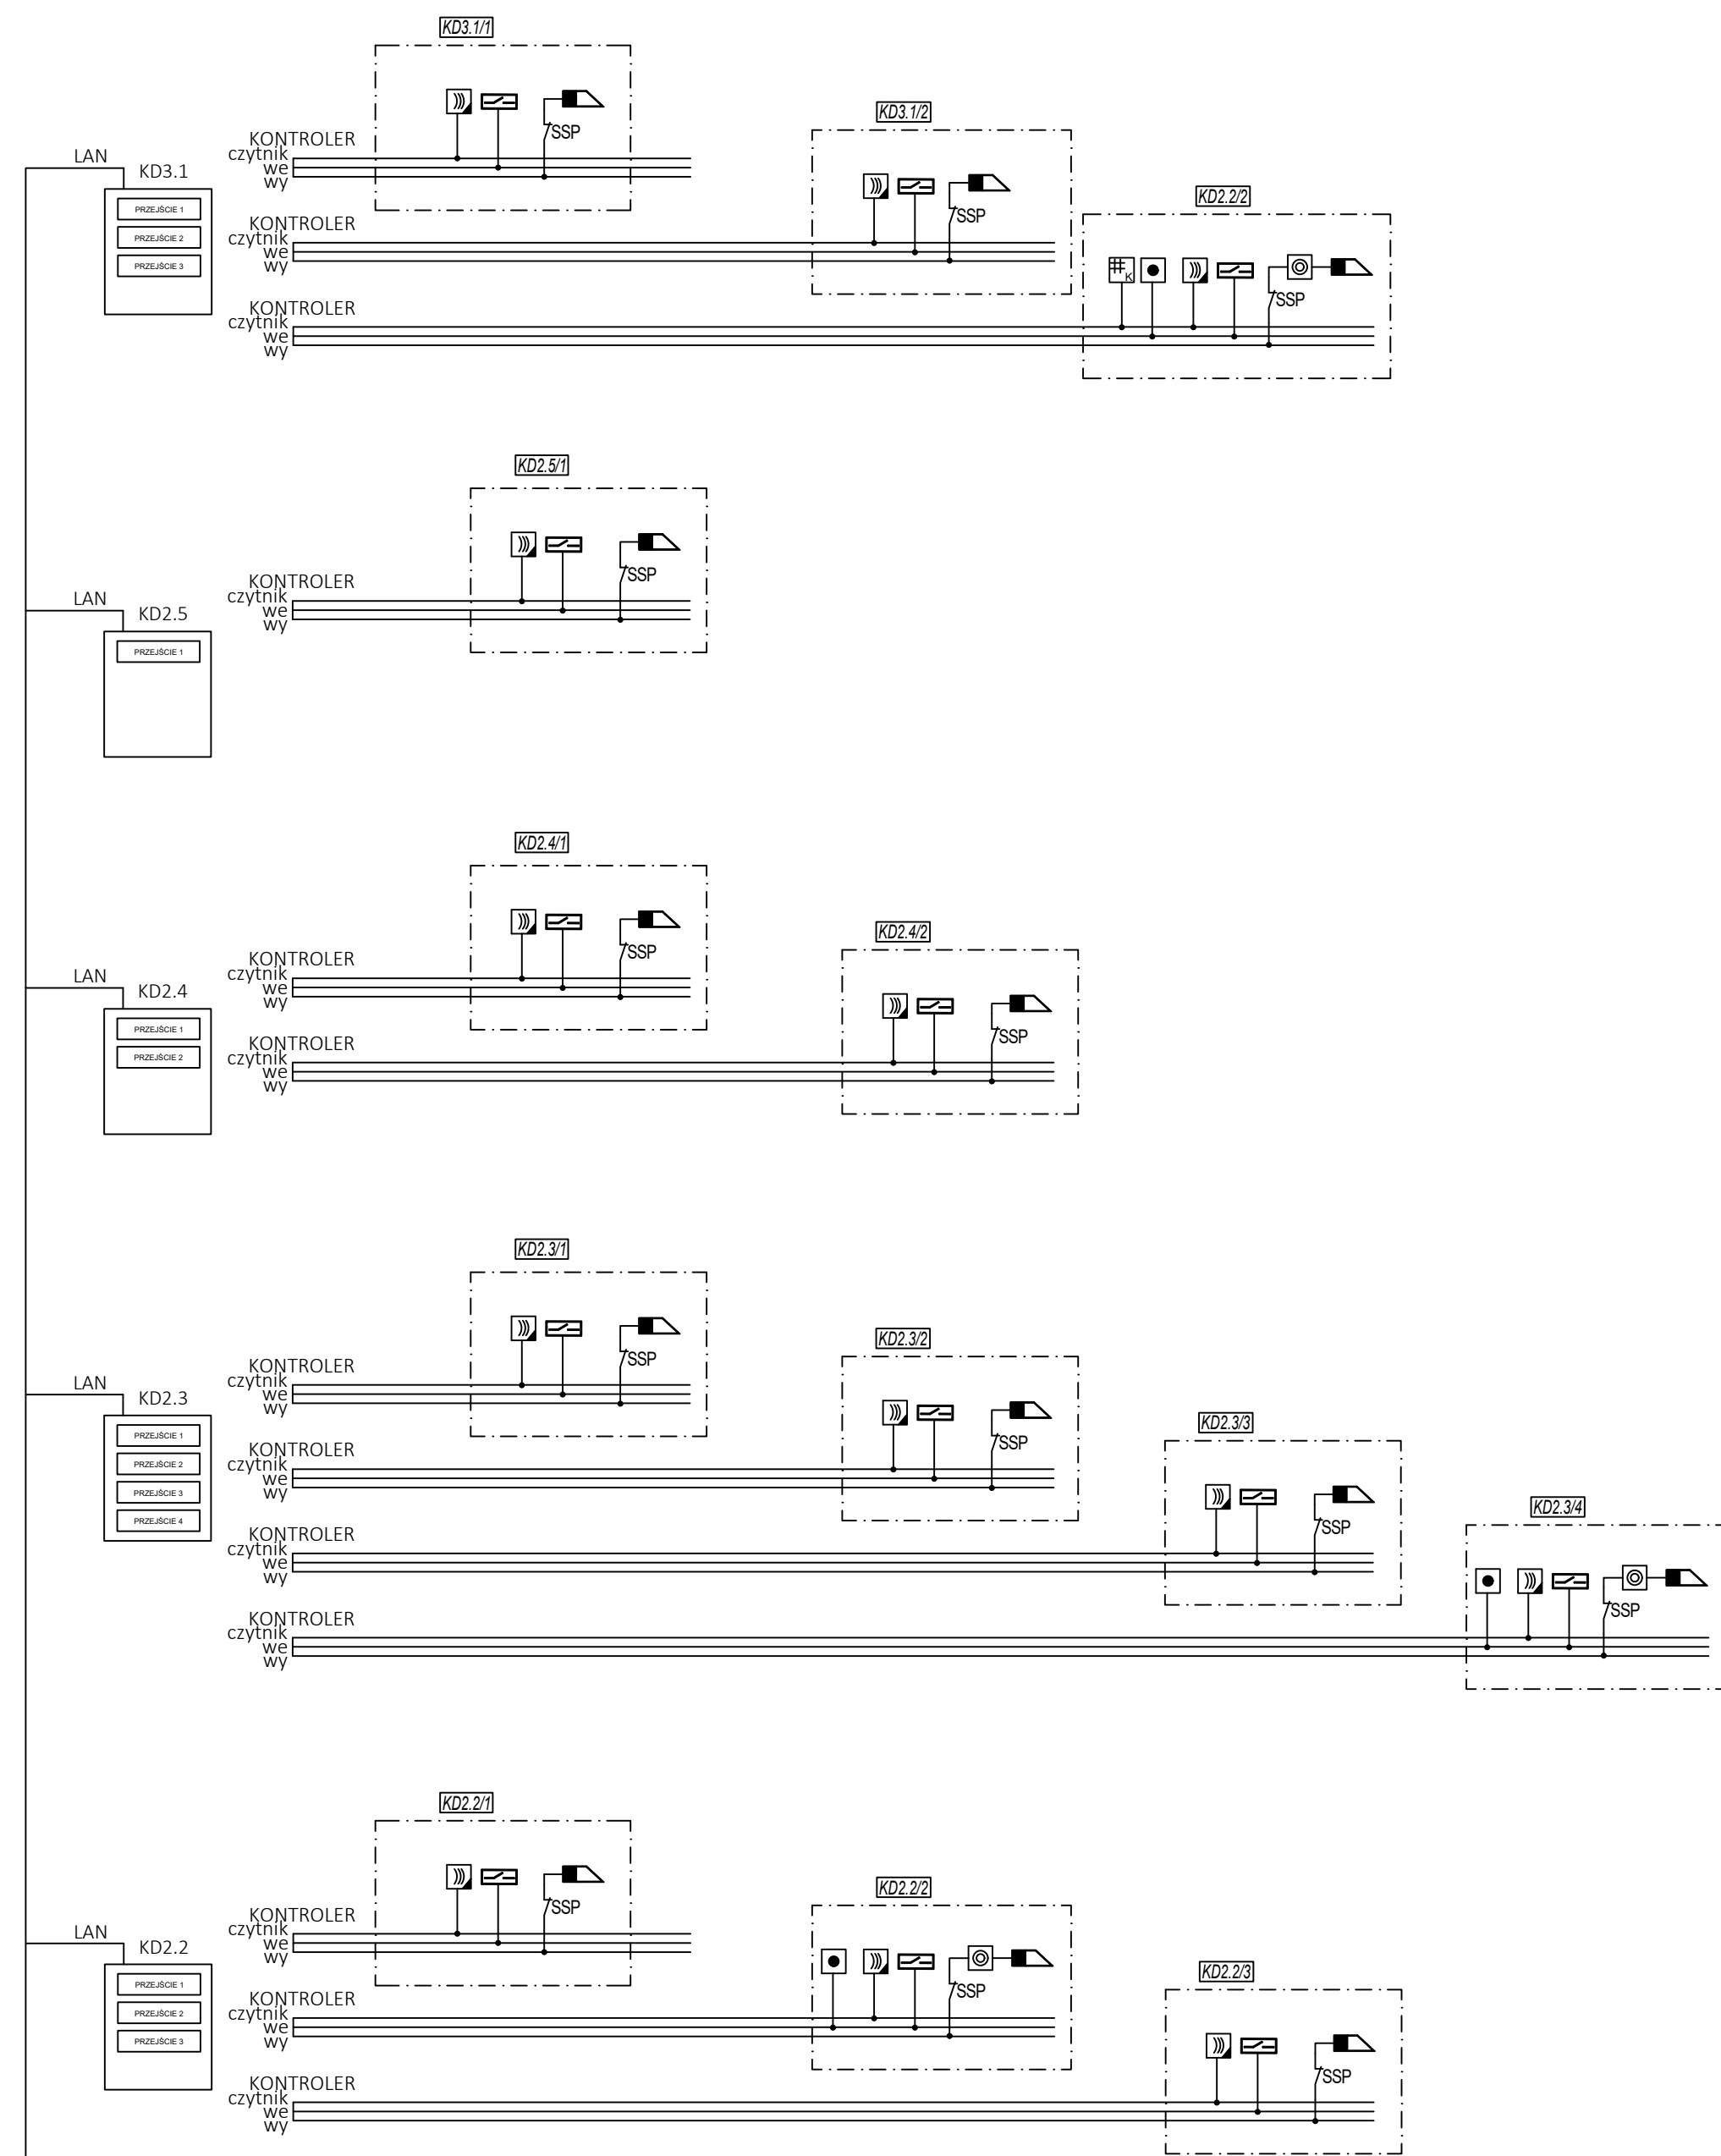 KD3.1/1
KD3.1/2
KONTROLER
czytnik
we
wy
SSP
LAN
KD3.1
PRZEJŚCIE 1
PRZEJŚCIE 2
PRZEJŚCIE 3
KD2.2/2
KONTROLER
czytnik
we
wy
SSP
KONTROLER
czytnik
we
wy
K
SSP
KD2.5/1
KONTROLER
czytnik
we
wy
SSP
LAN
KD2.5
PRZEJŚCIE 1
KD2.4/1
KD2.4/2
KONTROLER
czytnik
we
wy
SSP
LAN
KD2.4
PRZEJŚCIE 1
PRZEJŚCIE 2
KONTROLER
czytnik
we
wy
SSP
KD2.3/1
KD2.3/2
KONTROLER
czytnik
we
wy
SSP
LAN
KD2.3
PRZEJŚCIE 1
PRZEJŚCIE 2
PRZEJŚCIE 3
PRZEJŚCIE 4
KD2.3/3
KONTROLER
czytnik
we
wy
SSP
KD2.3/4
KONTROLER
czytnik
we
wy
SSP
KONTROLER
czytnik
we
wy
SSP
KD2.2/1
KD2.2/2
KONTROLER
czytnik
we
wy
SSP
LAN
KD2.2
PRZEJŚCIE 1
PRZEJŚCIE 2
PRZEJŚCIE 3
KD2.2/3
KONTROLER
czytnik
we
wy
SSP
KONTROLER
czytnik
we
wy
SSP